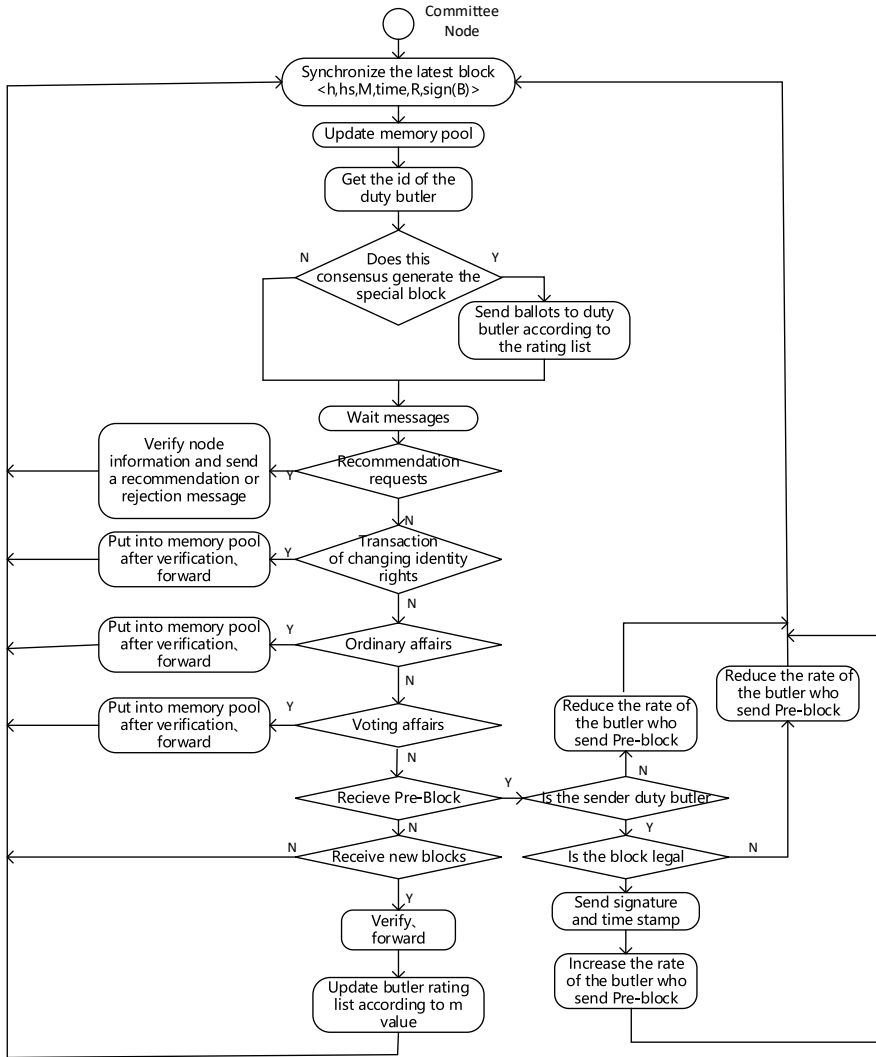 Committee
Node
Synchronize the latest block
<h,hs,M,time,R,sign(B)>
Update memory pool
Get the id of the
duty butler
N
Does this
consensus generate the
special block
Y
Send ballots to duty
butler according to
the rating list
Wait messages
Recommendation
requests
Y
Verify node
information and send
a recommendation or
rejection message
N
Transaction
of changing identity
rights
Y
Put into memory pool
after verification、
forward
N
Ordinary affairs
Y
Put into memory pool
after verification、
forward
N
Voting affairs
Y
Put into memory pool
after verification、
forward
N
Recieve Pre-Block
Y
Is the sender duty butler
N
Reduce the rate of
the butler who
send Pre-block
Reduce the rate of
the butler who
send Pre-block
Y
Is the block legal
N
Send signature
and time stamp
Increase the rate
of the butler who
send Pre-block
N
Receive new blocks
N
Y
Verify、
forward
Update butler rating
list according to m
value